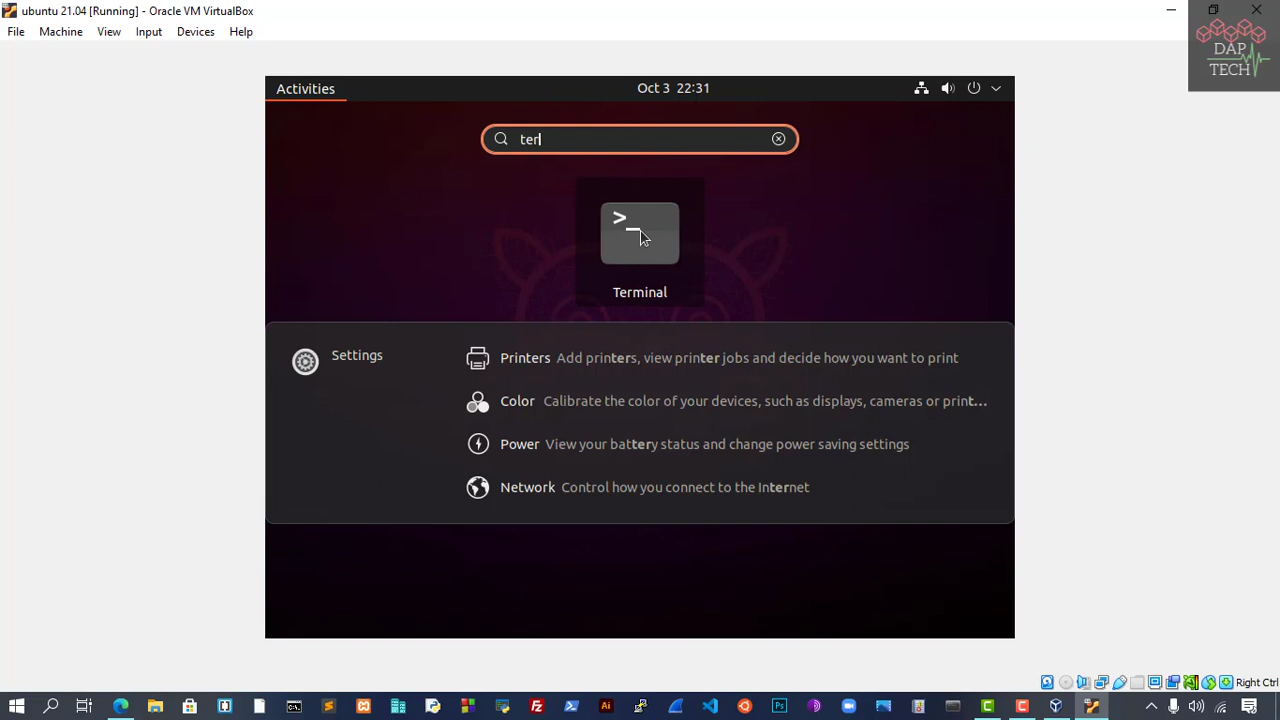 ubuntu 21.04 [Running] - Oracle VM VirtualBox
File Machine View Input Devices Help
DAP
TECH
Activities Oct 3 22:31
ter
>_
Terminal
Settings
Printers Add printers, view printer jobs and decide how you want to print
Color Calibrate the color of your devices, such as displays, cameras or print...
Power View your battery status and change power saving settings
Network Control how you connect to the Internet
Right Ctrl
Ai Ps